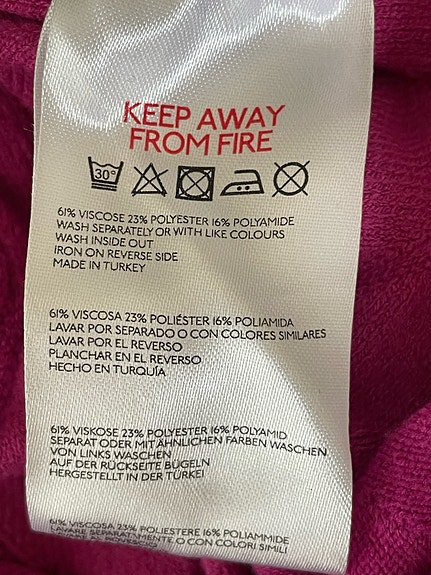 KEEP AWAY
FROM FIRE
30°
61% VISCOSE 23% POLYESTER 16% POLYAMIDE
WASH SEPARATELY OR WITH LIKE COLOURS
WASH INSIDE OUT
IRON ON REVERSE SIDE
MADE IN TURKEY
61% VISCOSA 23% POLIÉSTER 16% POLIAMIDA
LAVAR POR SEPARADO O CON COLORES SIMILARES
LAVAR POR EL REVERSO
PLANCHAR EN EL REVERSO
HECHO EN TURQUÍA
61% VISKOSE 23% POLYESTER 16% POLYAMID
SEPARAT ODER MIT ÄHNLICHEN FARBEN WASCHEN
VON LINKS WASCHEN
AUF DER RÜCKSEITE BÜGELN
HERGESTELLT IN DER TÜRKEI
61% VISCOSA 23% POLIESTERE 16% POLIAMMIDE
LAVARE SEPARATAMENTE O CON COLORI SIMILI